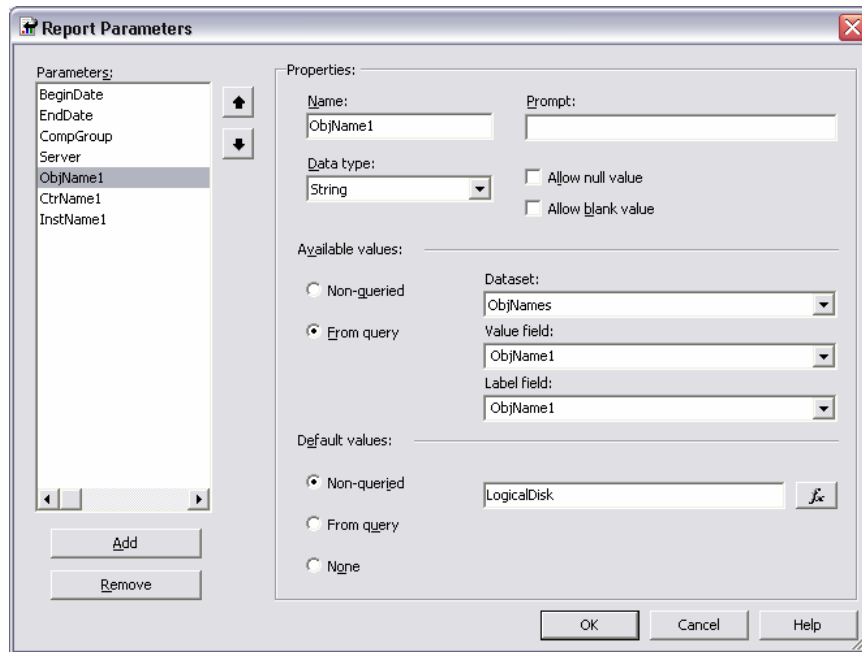 Report Parameters
Parameters:
BeginDate
EndDate
CompGroup
Server
ObjName1
CtrName1
InstName1
Add
Remove
Properties:
Name:
ObjName1
Prompt:
Data type:
String
Allow null value
Allow blank value
Available values:
Non-queried
From query
Dataset:
ObjNames
Value field:
ObjName1
Label field:
ObjName1
Default values:
Non-queried
LogicalDisk
fx
From query
None
OK
Cancel
Help